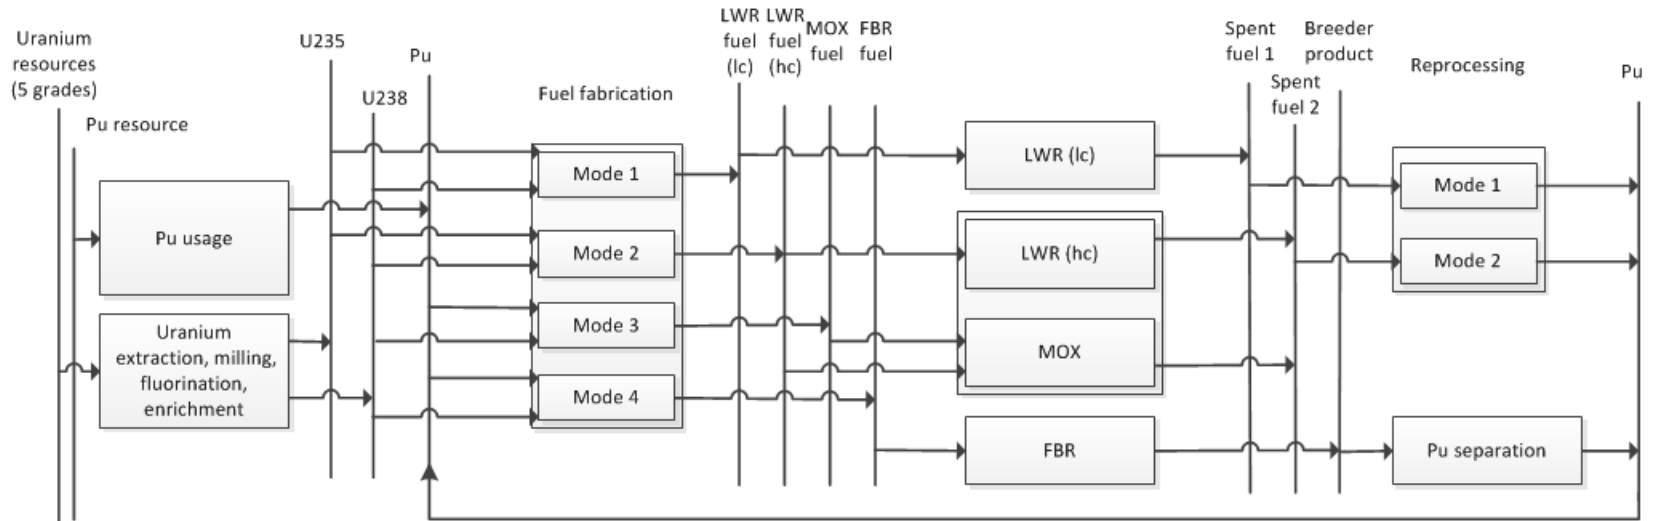 Uranium
resources
(5 grades)
Pu resource
U235
U238
Pu
Fuel fabrication
LWR
fuel
(lc)
LWR
fuel
(hc)
MOX
fuel
FBR
fuel
Spent
fuel 1
Spent
fuel 2
Breeder
product
Reprocessing
Pu
Pu usage
Uranium
extraction, milling,
fluorination,
enrichment
Mode 1
Mode 2
Mode 3
Mode 4
LWR (lc)
LWR (hc)
MOX
FBR
Mode 1
Mode 2
Pu separation